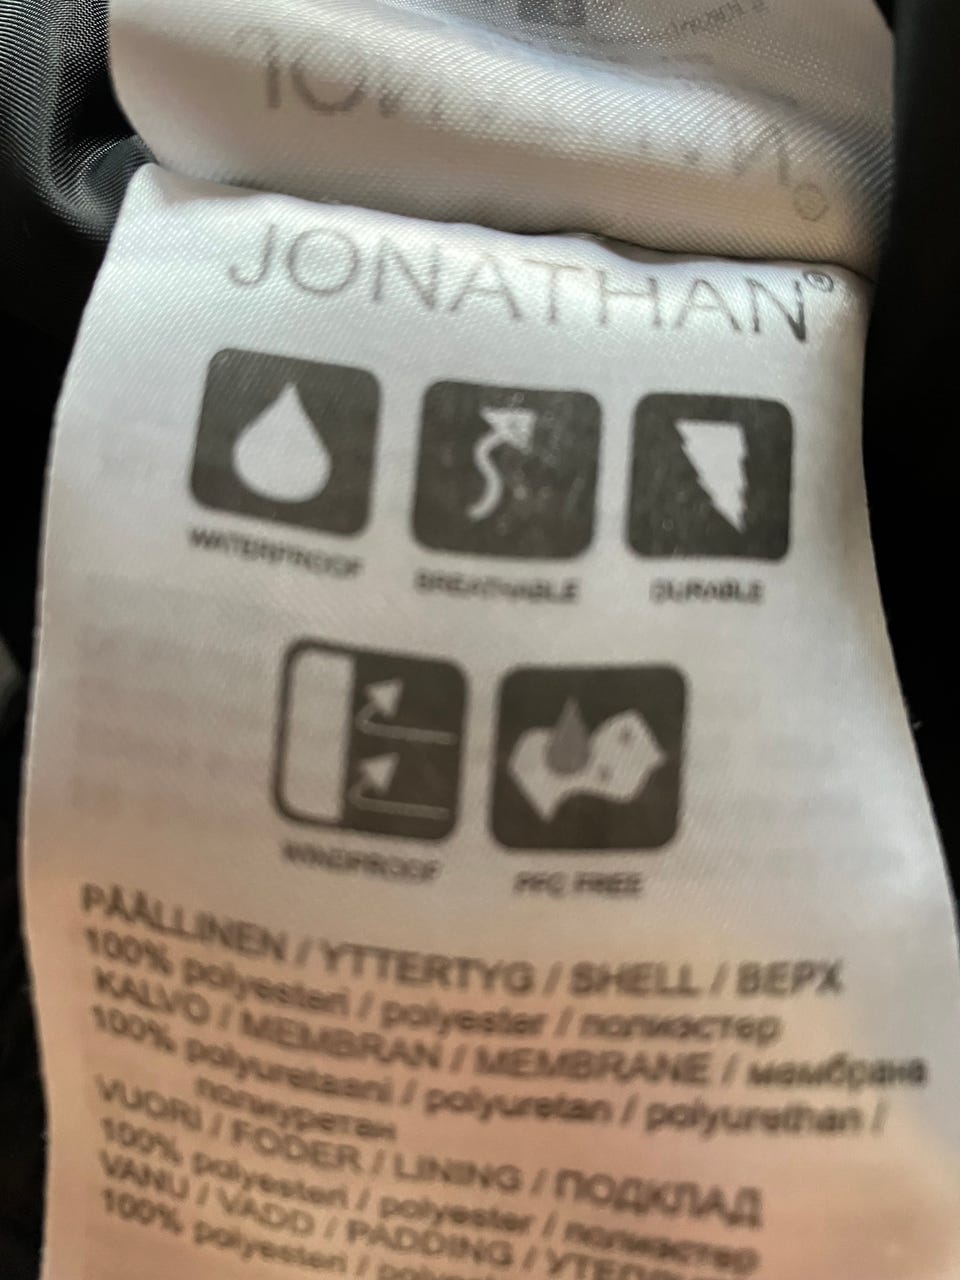 JONATHAN®
WATERPROOF BREATHABLE DURABLE
WINDPROOF PFC FREE
PÄÄLLINEN / YTTERTYG / SHELL / ВЕРХ
100% polyesteri / polyester / полиэстер
KALVO / MEMBRAN / MEMBRANE / мембрана
100% polyuretaani / polyuretan / polyurethan /
полиуретан
VUORI / FODER / LINING / ПОДКЛАД
100% polyesteri / polyester / полиэстер
VANU / VADD / PADDING /
100% polyesteri /